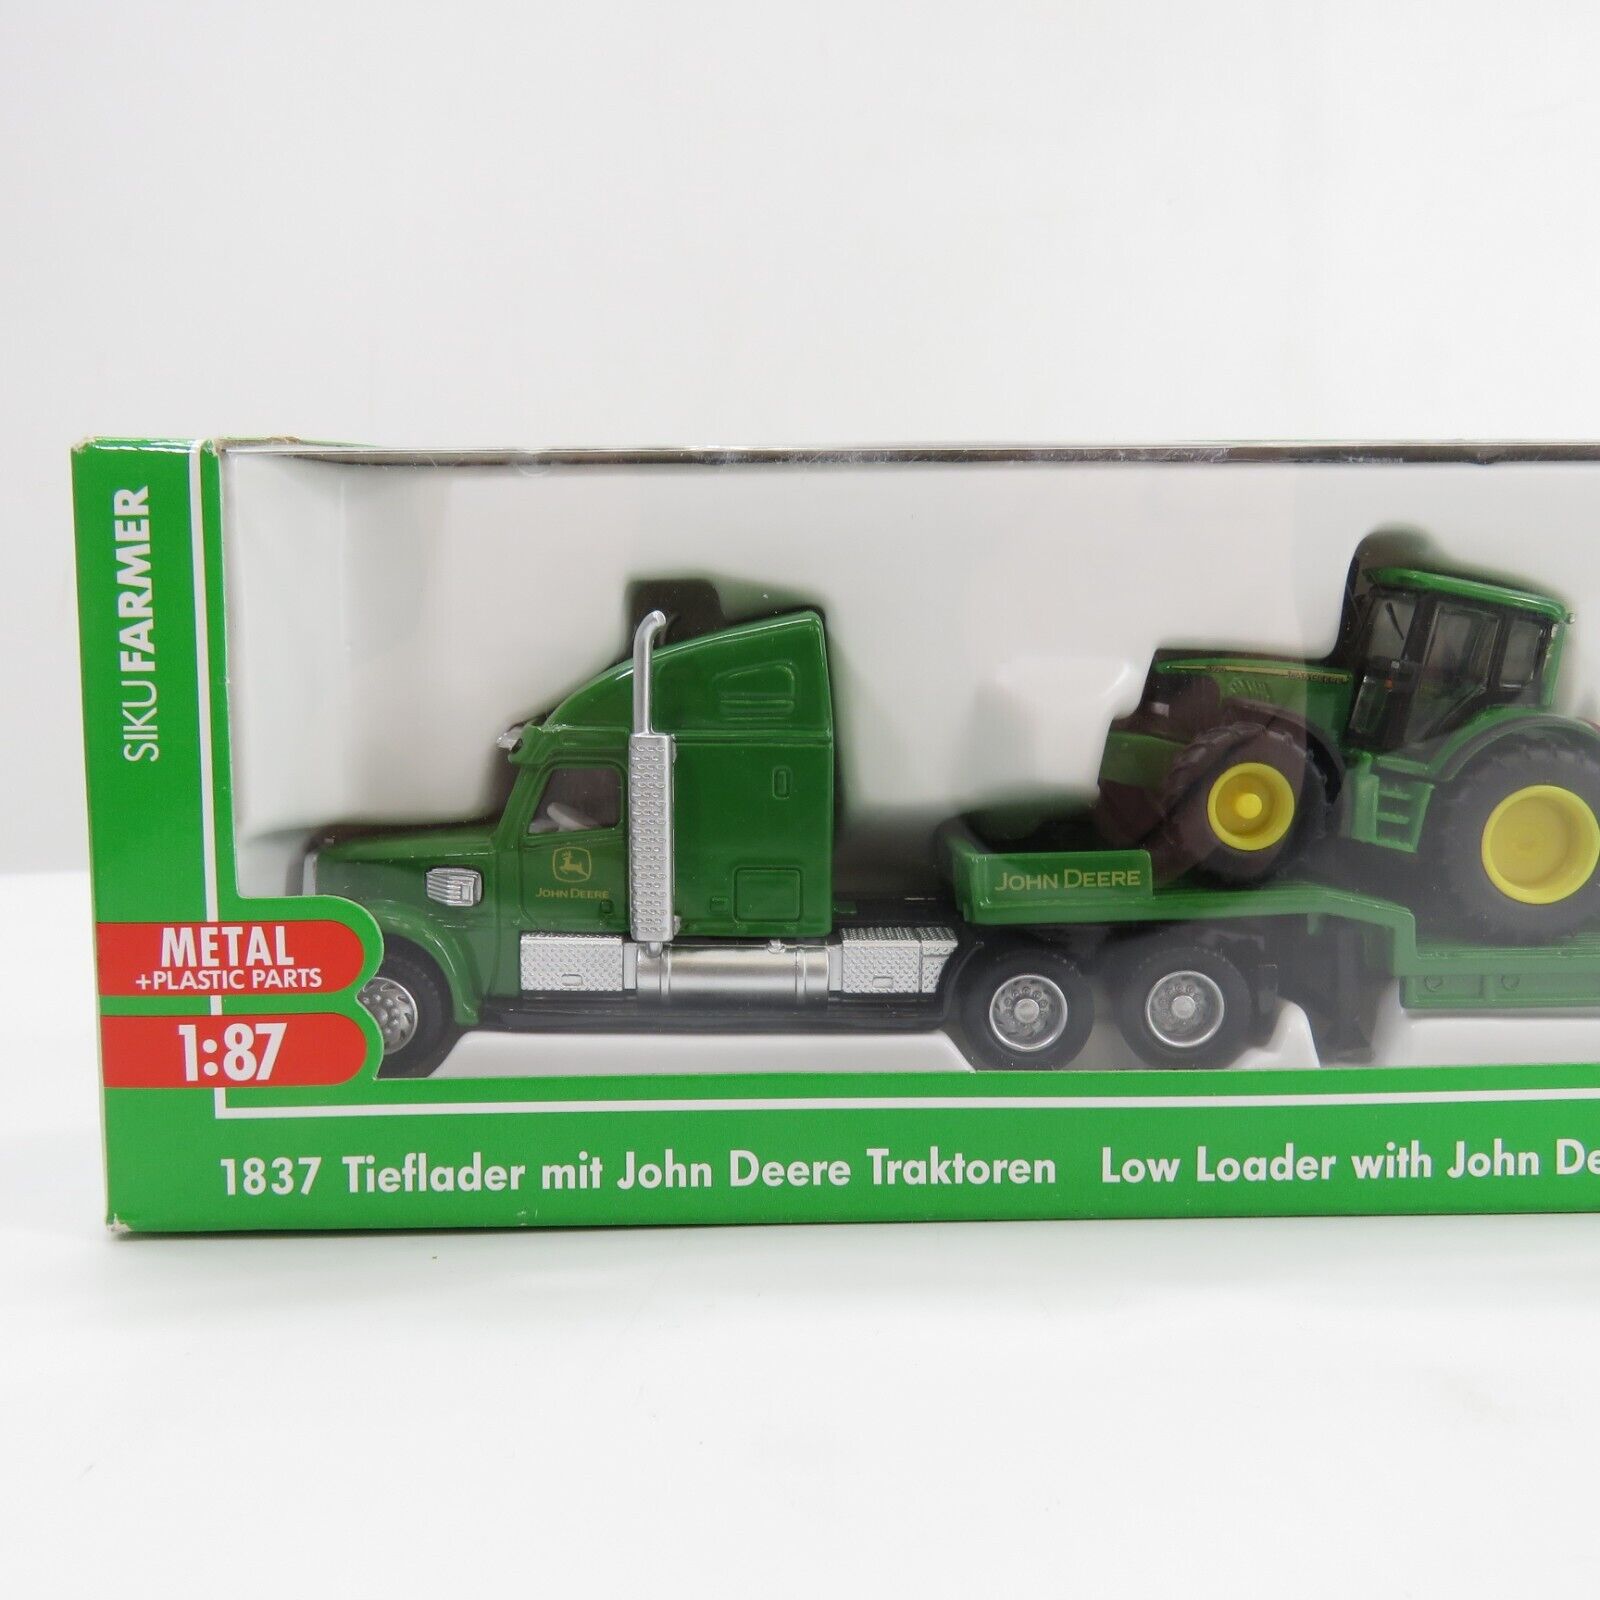 SIKU FARMER
JOHN DEERE
JOHN DEERE
METAL
+PLASTIC PARTS
1:87
1837 Tieflader mit John Deere Traktoren Low Loader with John De